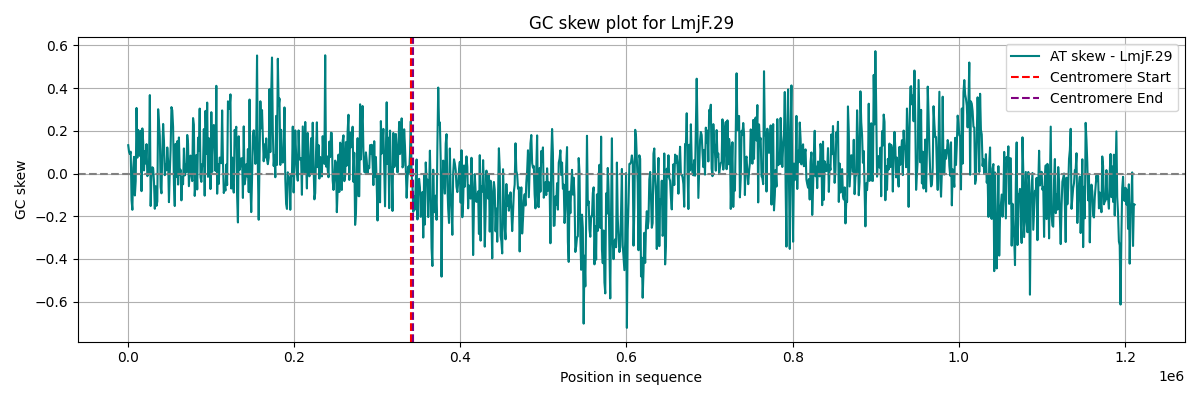 GC skew plot for LmjF.29
AT skew - LmjF.29
Centromere Start
Centromere End
GC skew
0.6
0.4
0.2
0.0
−0.2
−0.4
−0.6
0.0 0.2 0.4 0.6 0.8 1.0 1.2
1e6
Position in sequence